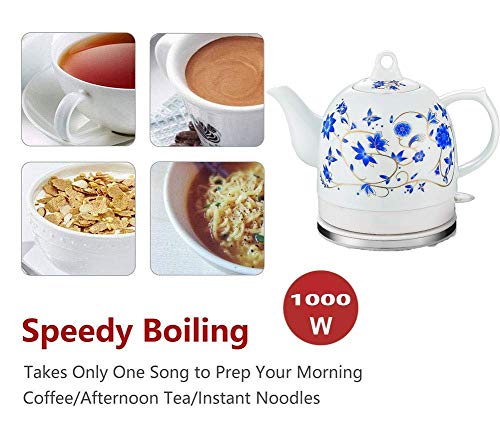 1000
W
Speedy Boiling
Takes Only One Song to Prep Your Morning
Coffee/Afternoon Tea/Instant Noodles